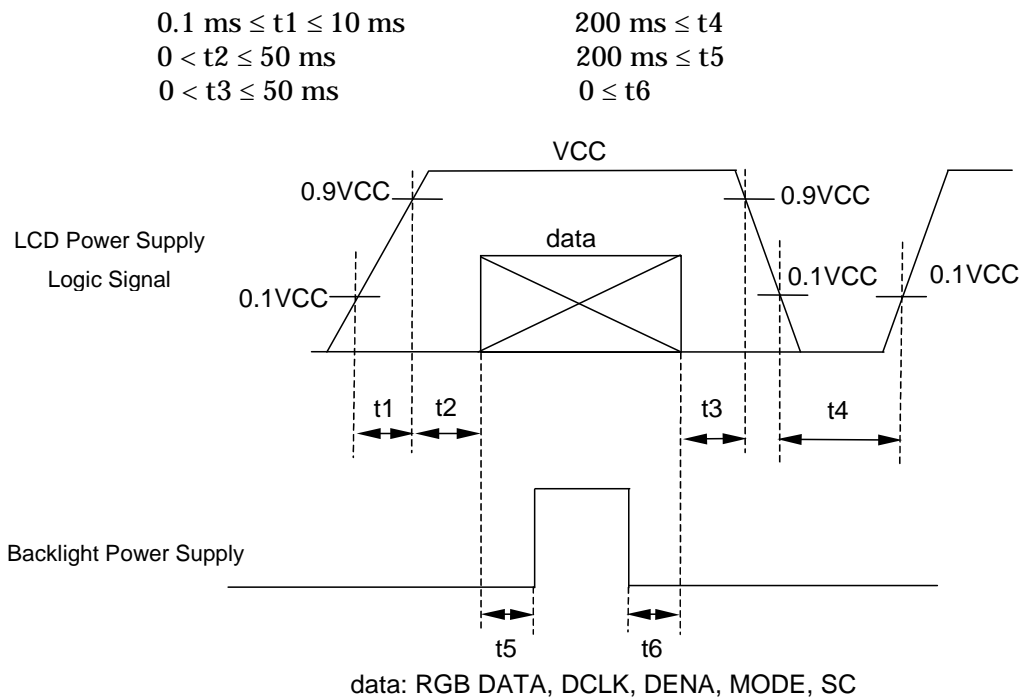 0.1 ms ≤ t1 ≤ 10 ms 200 ms ≤ t4
0 < t2 ≤ 50 ms 200 ms ≤ t5
0 < t3 ≤ 50 ms 0 ≤ t6
VCC
0.9VCC 0.9VCC
LCD Power Supply
Logic Signal
data
0.1VCC 0.1VCC 0.1VCC
t1 t2 t3 t4
Backlight Power Supply
t5 t6
data: RGB DATA, DCLK, DENA, MODE, SC